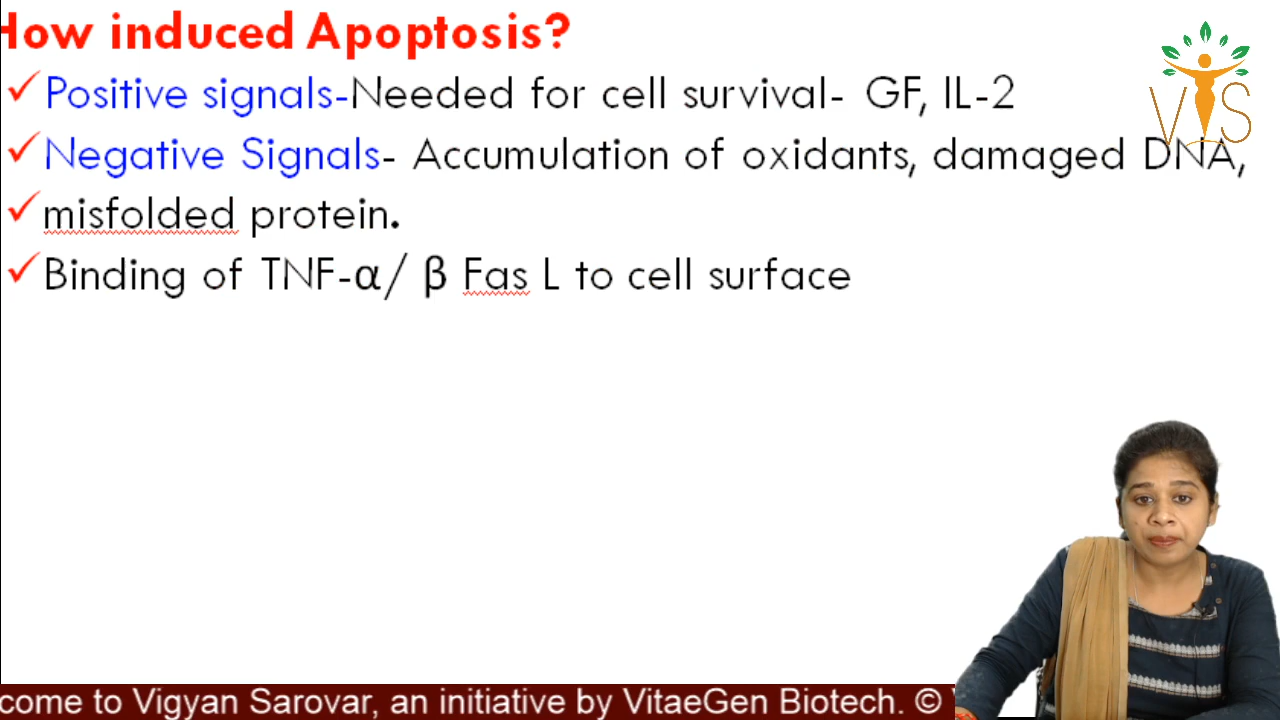 How induced Apoptosis?
✓Positive signals-Needed for cell survival- GF, IL-2
✓Negative Signals- Accumulation of oxidants, damaged DNA,
✓misfolded protein.
✓Binding of TNF-α/ β Fas L to cell surface
VIS
come to Vigyan Sarovar, an initiative by VitaeGen Biotech. ©